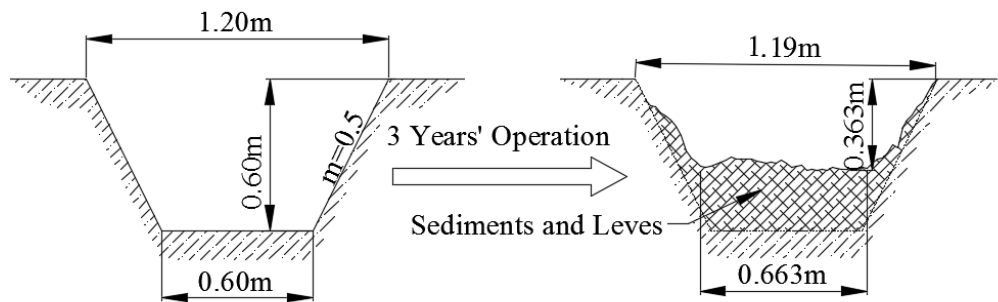 1.20m
0.60m
m=0.5
0.60m
3 Years' Operation
1.19m
0.363m
Sediments and Leves
0.663m